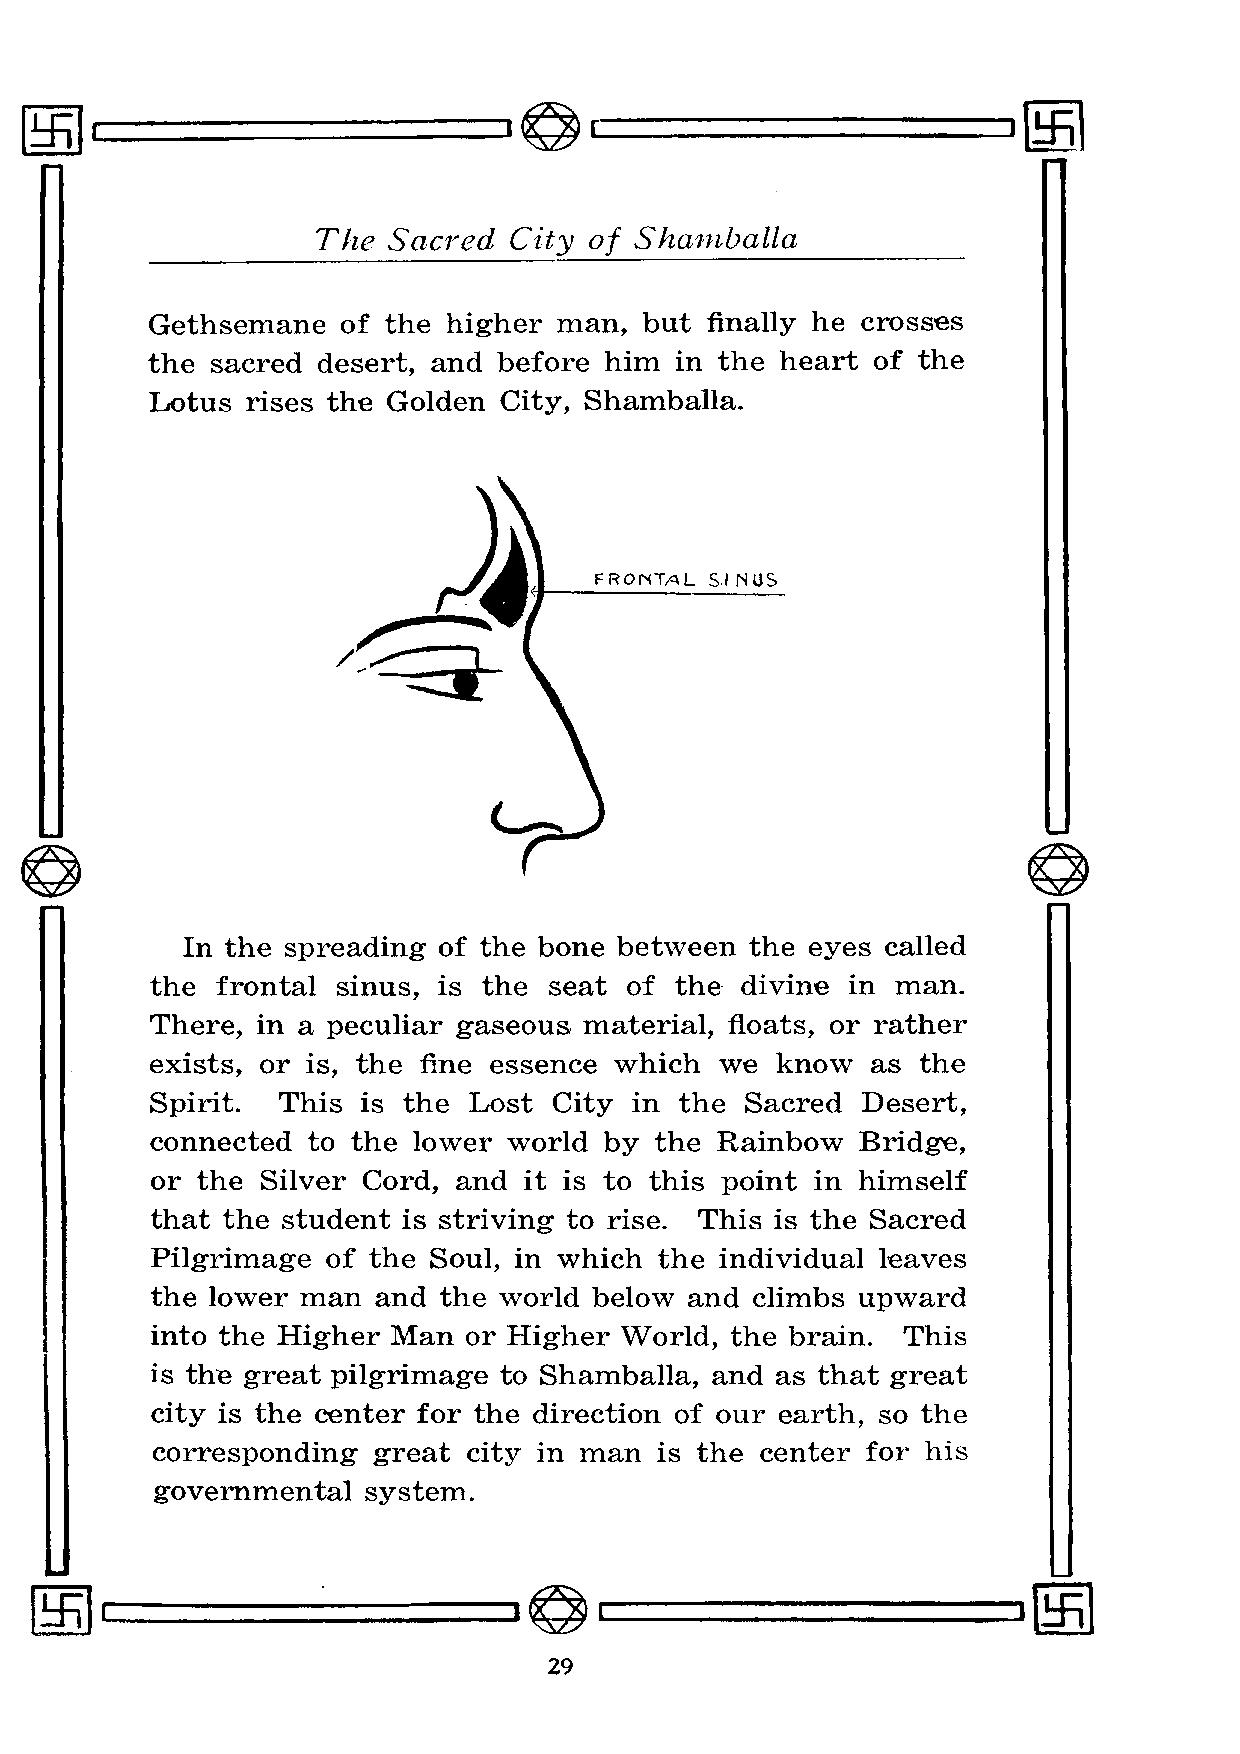 The Sacred City of Shamballa
Gethsemane of the higher man, but finally he crosses
the sacred desert, and before him in the heart of the
Lotus rises the Golden City, Shamballa.
FRONTAL SINUS
In the spreading of the bone between the eyes called
the frontal sinus, is the seat of the divine in man.
There, in a peculiar gaseous material, floats, or rather
exists, or is, the fine essence which we know as the
Spirit. This is the Lost City in the Sacred Desert,
connected to the lower world by the Rainbow Bridge,
or the Silver Cord, and it is to this point in himself
that the student is striving to rise. This is the Sacred
Pilgrimage of the Soul, in which the individual leaves
the lower man and the world below and climbs upward
into the Higher Man or Higher World, the brain. This
is the great pilgrimage to Shamballa, and as that great
city is the center for the direction of our earth, so the
corresponding great city in man is the center for his
governmental system.
29